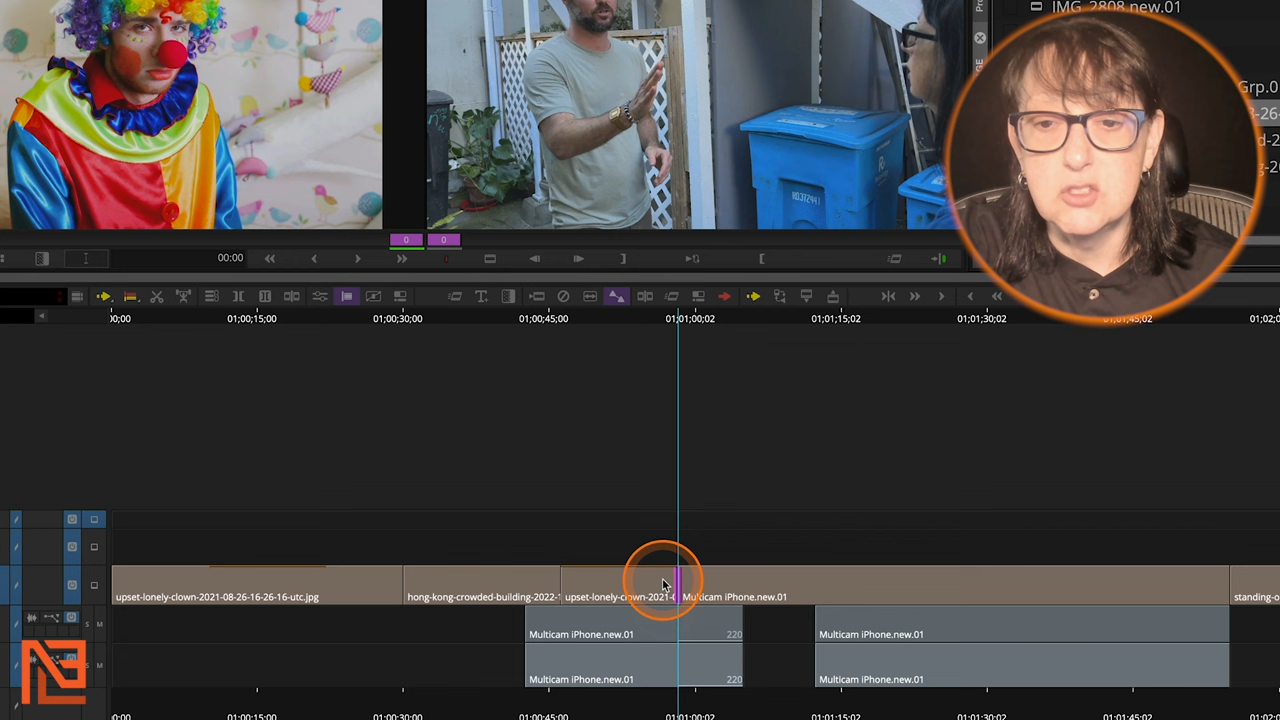 IMG_2808.new.01
Grp.0
HD372441
0
0
00:00
00;00
01;00;15;00
01;00;30;00
01;00;45;00
01;01;00;02
01;01;15;02
01;01;30;02
01;01;45;02
upset-lonely-clown-2021-08-26-16-26-16-utc.jpg
hong-kong-crowded-building-2022-1
upset-lonely-clown-2021-0
Multicam iPhone.new.01
standing-o
S M
Multicam iPhone.new.01
220
Multicam iPhone.new.01
S M
Multicam iPhone.new.01
220
Multicam iPhone.new.01
00;00
01;00;15;00
01;00;30;00
01;00;45;00
01;01;00;02
01;01;15;02
01;01;30;02
01;01;45;02